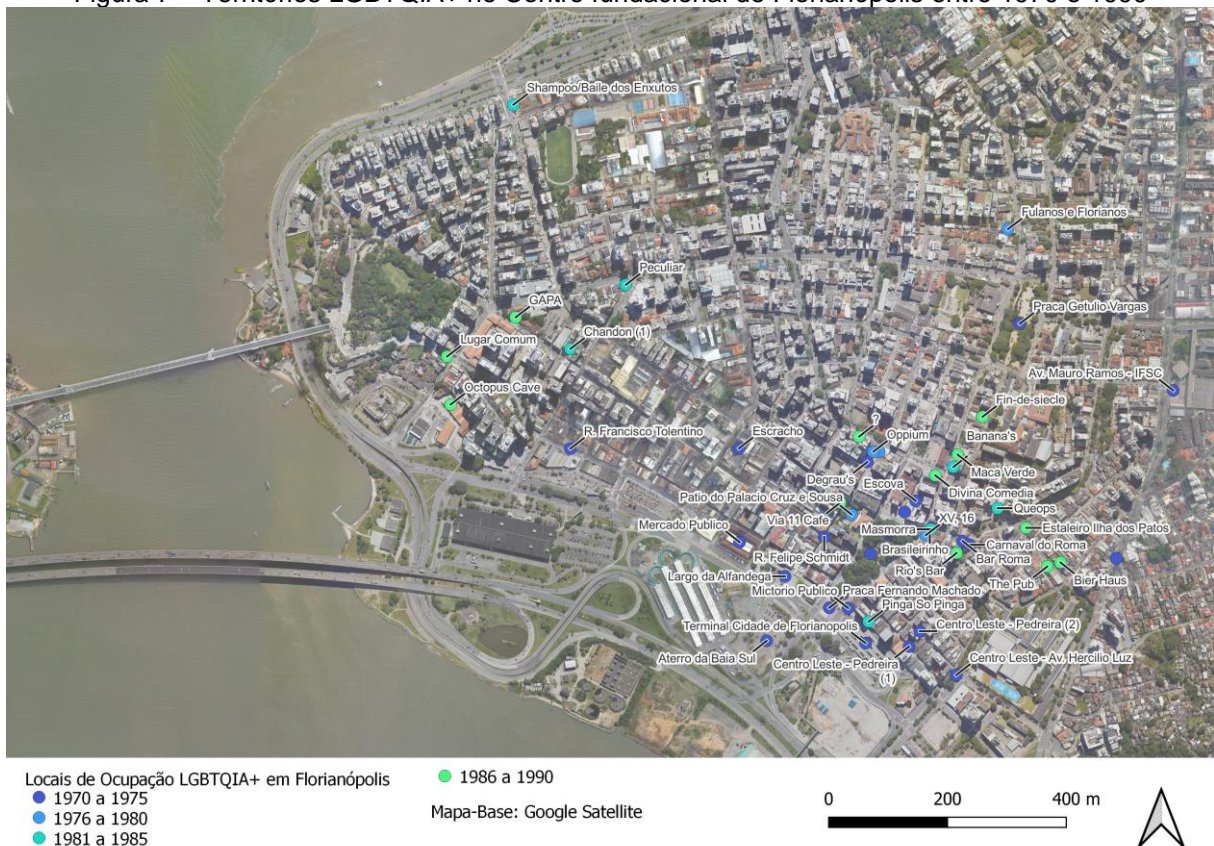 Figura 7 – Territórios LGBTQIA+ no Centro fundacional de Florianópolis entre 1970 e 1990
Shampoo/Baile dos Enxutos
Fulanos e Florianos
Peculiar
GAPA
Praca Getulio Vargas
Chandon (1)
Lugar Comum
Av. Mauro Ramos - IFSC
Octopus Cave
Fin-de-siecle
?
R. Francisco Tolentino
Escracho
Oppium
Banana's
Degrau's
Maca Verde
Escova
Divina Comedia
Patio do Palacio Cruz e Sousa
Queops
Via 11 Cafe
Masmorra
XV, 16
Mercado Publico
Estaleiro Ilha dos Patos
Carnaval do Roma
R. Felipe Schmidt
Brasileirinho
Bar Roma
Rio's Bar
Largo da Alfandega
The Pub
Bier Haus
Mictorio Publico
Praca Fernando Machado
Pinga So Pinga
Terminal Cidade de Florianopolis
Centro Leste - Pedreira (2)
Aterro da Baia Sul
Centro Leste - Pedreira
(1)
Centro Leste - Av. Hercilio Luz
Locais de Ocupação LGBTQIA+ em Florianópolis
1970 a 1975
1976 a 1980
1981 a 1985
1986 a 1990
Mapa-Base: Google Satellite
0 200 400 m